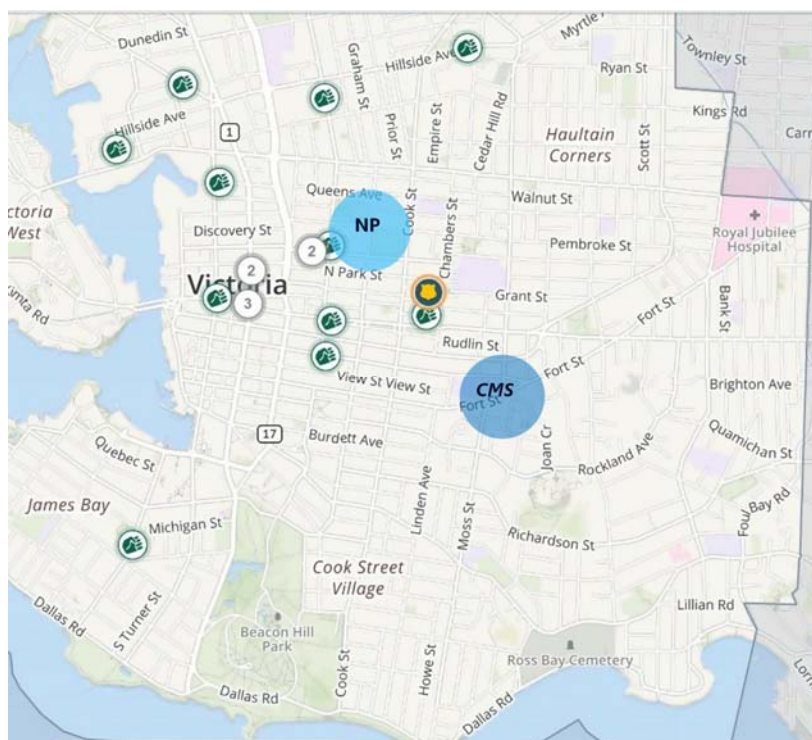 Dunedin St
Graham St
Hillside Ave
Myrtle
Townley St
Ryan St
Kings Rd
Hillside Ave
1
Prior St
Empire St
Cedar Hill Rd
Haultain
Corners
Scott St
Queens Ave
Cook St
Walnut St
Discovery St
NP
Chambers St
Pembroke St
Royal Jubilee
Hospital
West
2
2
Victoria
N Park St
3
Grant St
Fort St
Bank St
Rudlin St
Fort St
View St View St
CMS
Fort St
Brighton Ave
17
Burdett Ave
Quebec St
Linden Ave
Joan Cr
Rockland Ave
Quamichan St
James Bay
Michigan St
Moss St
Richardson St
Foul Bay Rd
Cook Street
Village
S Turner St
Dallas Rd
Beacon Hill
Park
Lillian Rd
Cook St
Howe St
Ross Bay Cemetery
Dallas Rd
Dallas Rd